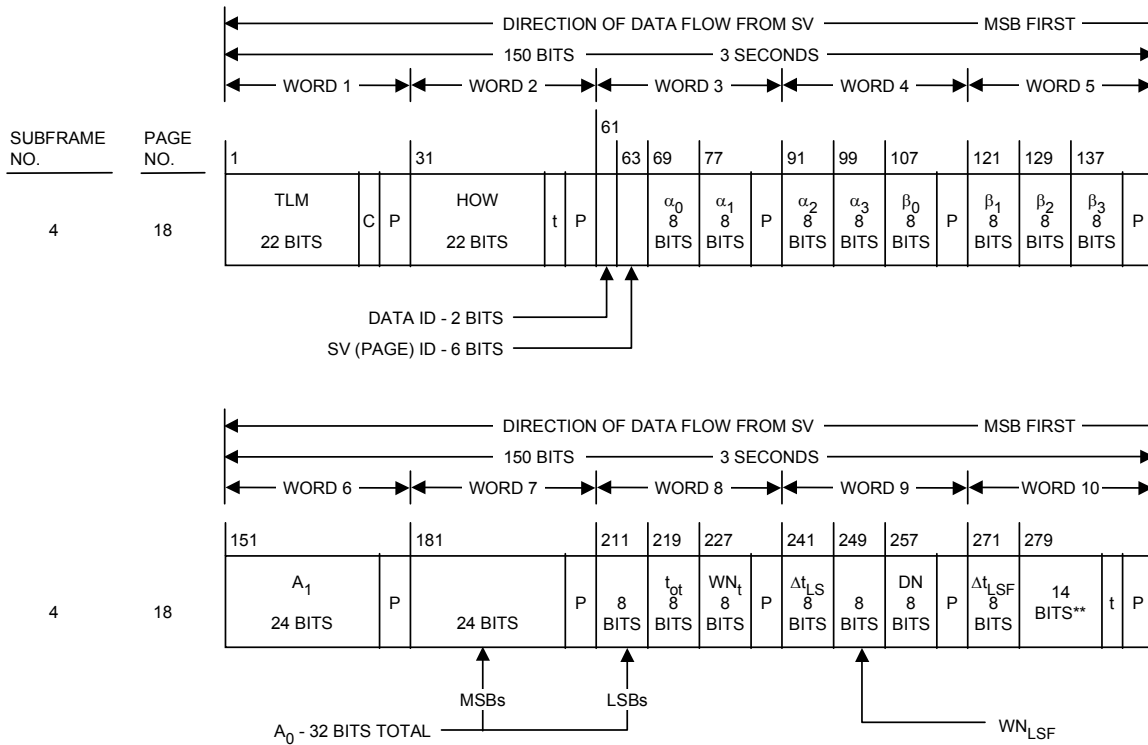 DIRECTION OF DATA FLOW FROM SV MSB FIRST
150 BITS 3 SECONDS
WORD 1 WORD 2 WORD 3 WORD 4 WORD 5
SUBFRAME NO. PAGE NO.
1 31 61 63 69 77 91 99 107 121 129 137
4 18
TLM 22 BITS C P HOW 22 BITS t P α0 8 BITS α1 8 BITS P α2 8 BITS α3 8 BITS β0 8 BITS P β1 8 BITS β2 8 BITS β3 8 BITS P
DATA ID - 2 BITS
SV (PAGE) ID - 6 BITS
DIRECTION OF DATA FLOW FROM SV MSB FIRST
150 BITS 3 SECONDS
WORD 6 WORD 7 WORD 8 WORD 9 WORD 10
151 181 211 219 227 241 249 257 271 279
4 18
A1 24 BITS P 24 BITS P 8 BITS tot 8 BITS WNt 8 BITS P ΔtLS 8 BITS 8 BITS DN 8 BITS P ΔtLSF 8 BITS 14 BITS** t P
MSBs LSBs
A0 - 32 BITS TOTAL
WNLSF